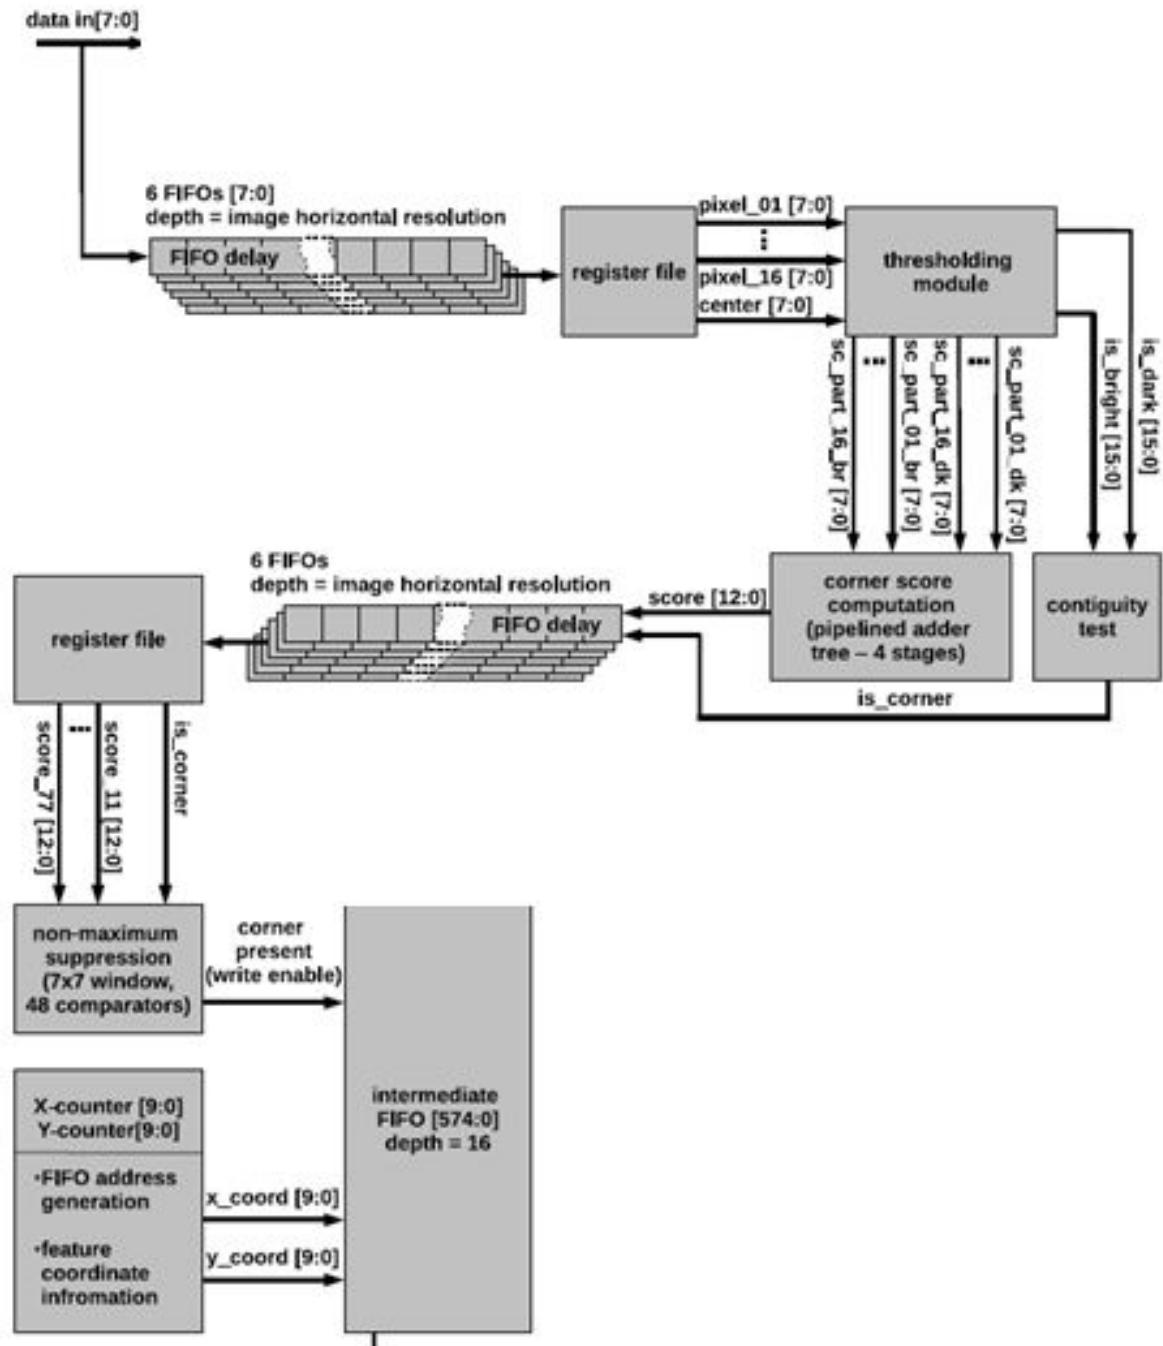 data in[7:0]
6 FIFOs [7:0]
depth = image horizontal resolution
FIFO delay
register file
pixel_01 [7:0]
pixel_16 [7:0]
center [7:0]
thresholding
module
sc_part_16_br [7:0]
sc_part_01_br [7:0]
sc_part_16_dk [7:0]
sc_part_01_dk [7:0]
is_bright [15:0]
is_dark [15:0]
6 FIFOs
depth = image horizontal resolution
FIFO delay
score [12:0]
corner score
computation
(pipelined adder
tree – 4 stages)
contiguity
test
is_corner
register file
score_77 [12:0]
score_11 [12:0]
is_corner
non-maximum
suppression
(7x7 window,
48 comparators)
corner
present
(write enable)
intermediate
FIFO [574:0]
depth = 16
X-counter [9:0]
Y-counter[9:0]
•FIFO address
generation
•feature
coordinate
infromation
x_coord [9:0]
y_coord [9:0]